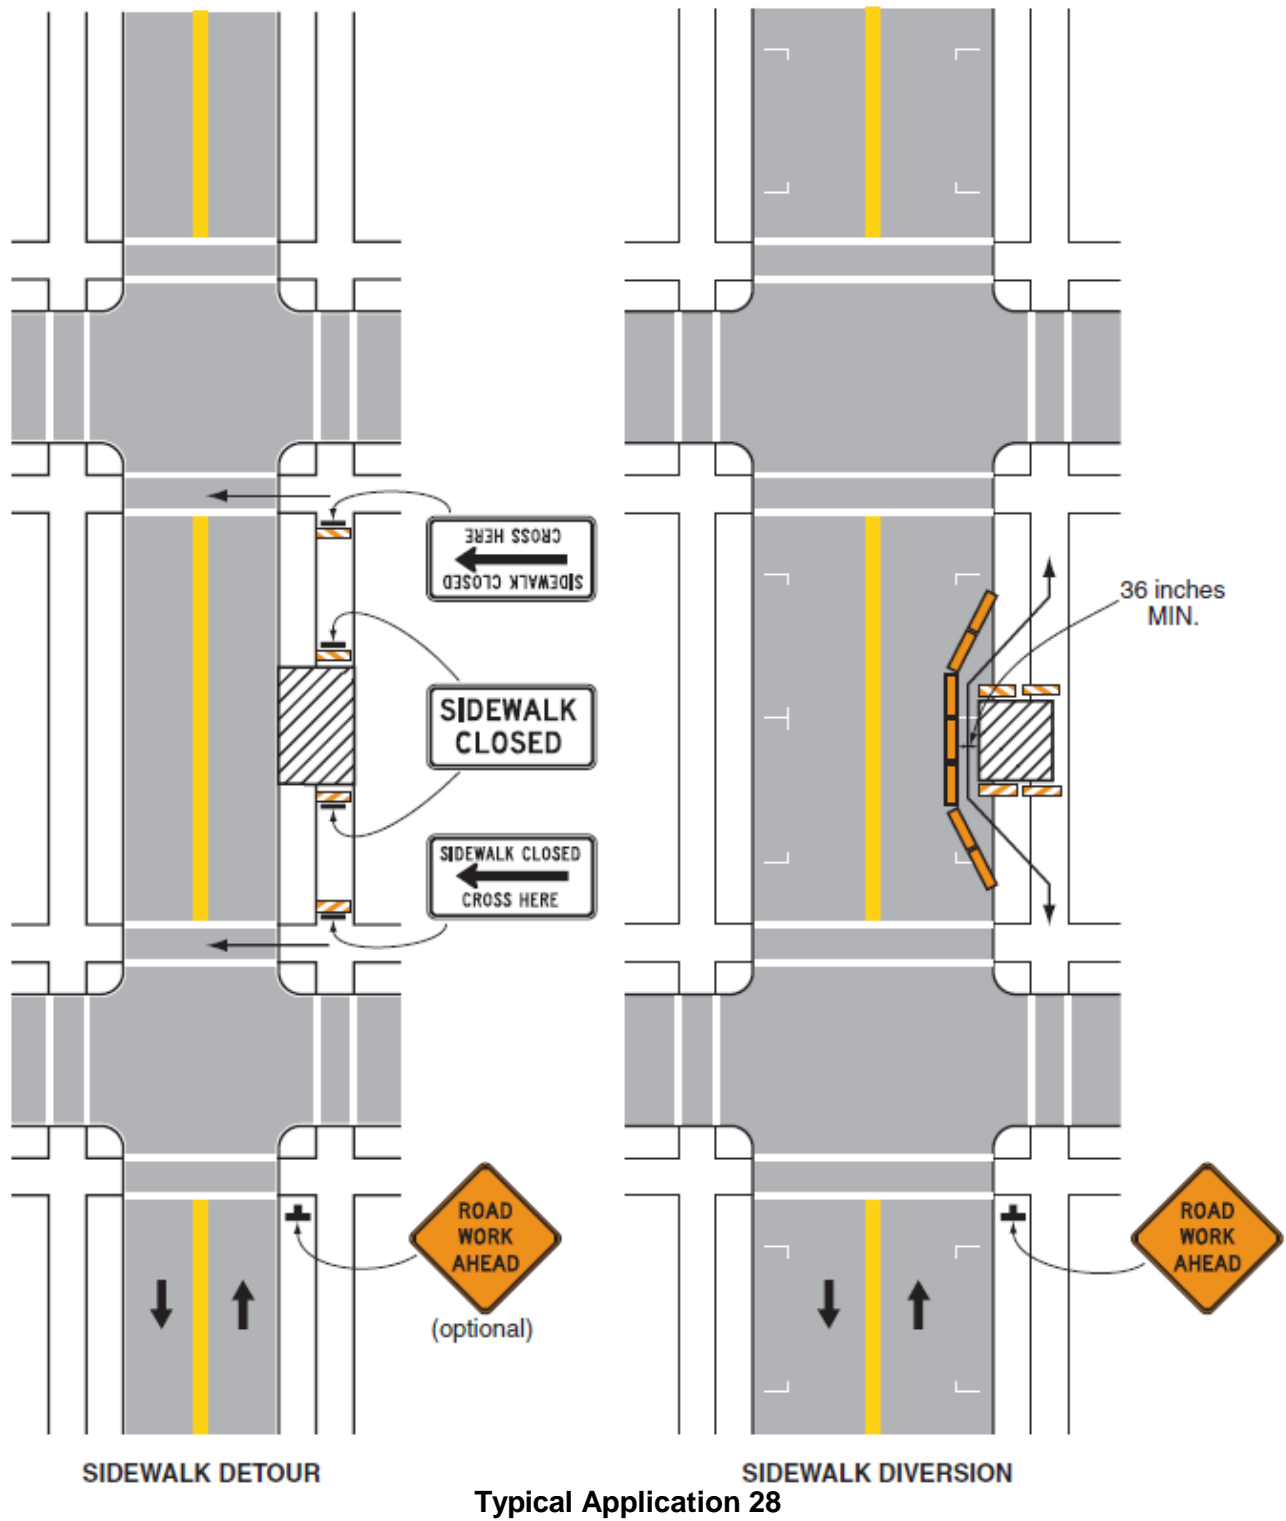 CROSS HERE
SIDEWALK CLOSED
36 inches
MIN.
SIDEWALK
CLOSED
SIDEWALK CLOSED
CROSS HERE
ROAD
WORK
AHEAD
(optional)
ROAD
WORK
AHEAD
SIDEWALK DETOUR
SIDEWALK DIVERSION
Typical Application 28